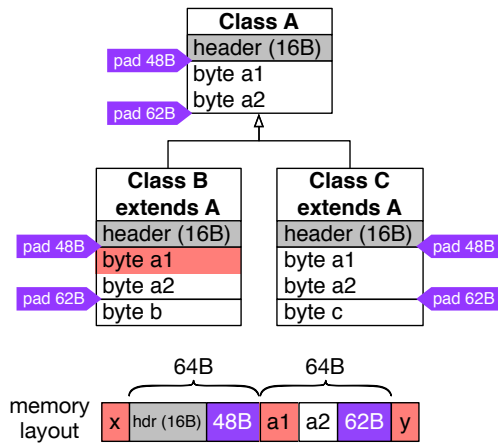 Class A
header (16B)
pad 48B
byte a1
byte a2
pad 62B
Class B
extends A
header (16B)
pad 48B
byte a1
byte a2
pad 62B
byte b
Class C
extends A
header (16B)
pad 48B
byte a1
byte a2
pad 62B
byte c
64B 64B
memory
layout
x hdr (16B) 48B a1 a2 62B y